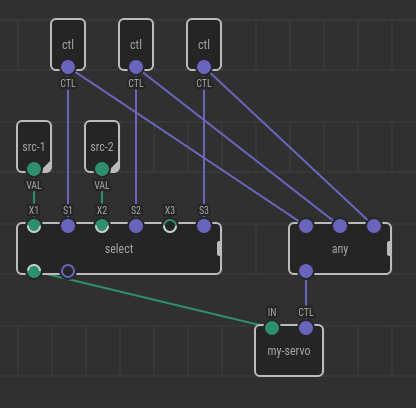 ctl ctl ctl
CTL CTL CTL
src-1 src-2
VAL VAL
X1 S1 X2 S2 X3 S3
select any
IN CTL
my-servo